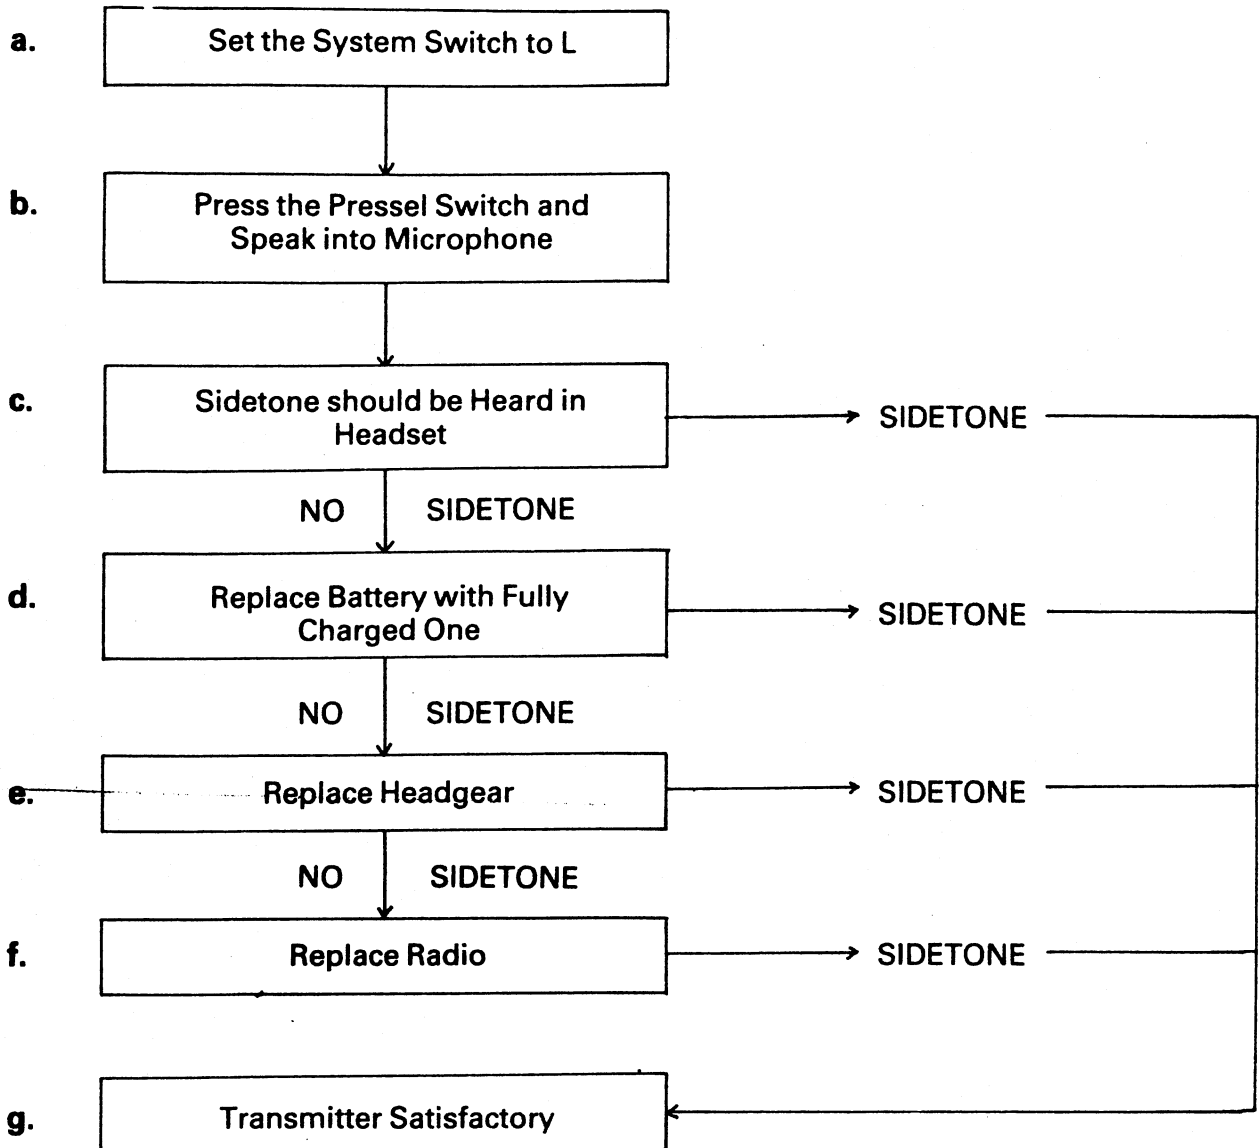 a. Set the System Switch to L
b. Press the Pressel Switch and
Speak into Microphone
c. Sidetone should be Heard in
Headset
SIDETONE
NO SIDETONE
d. Replace Battery with Fully
Charged One
SIDETONE
NO SIDETONE
e. Replace Headgear
SIDETONE
NO SIDETONE
f. Replace Radio
SIDETONE
g. Transmitter Satisfactory